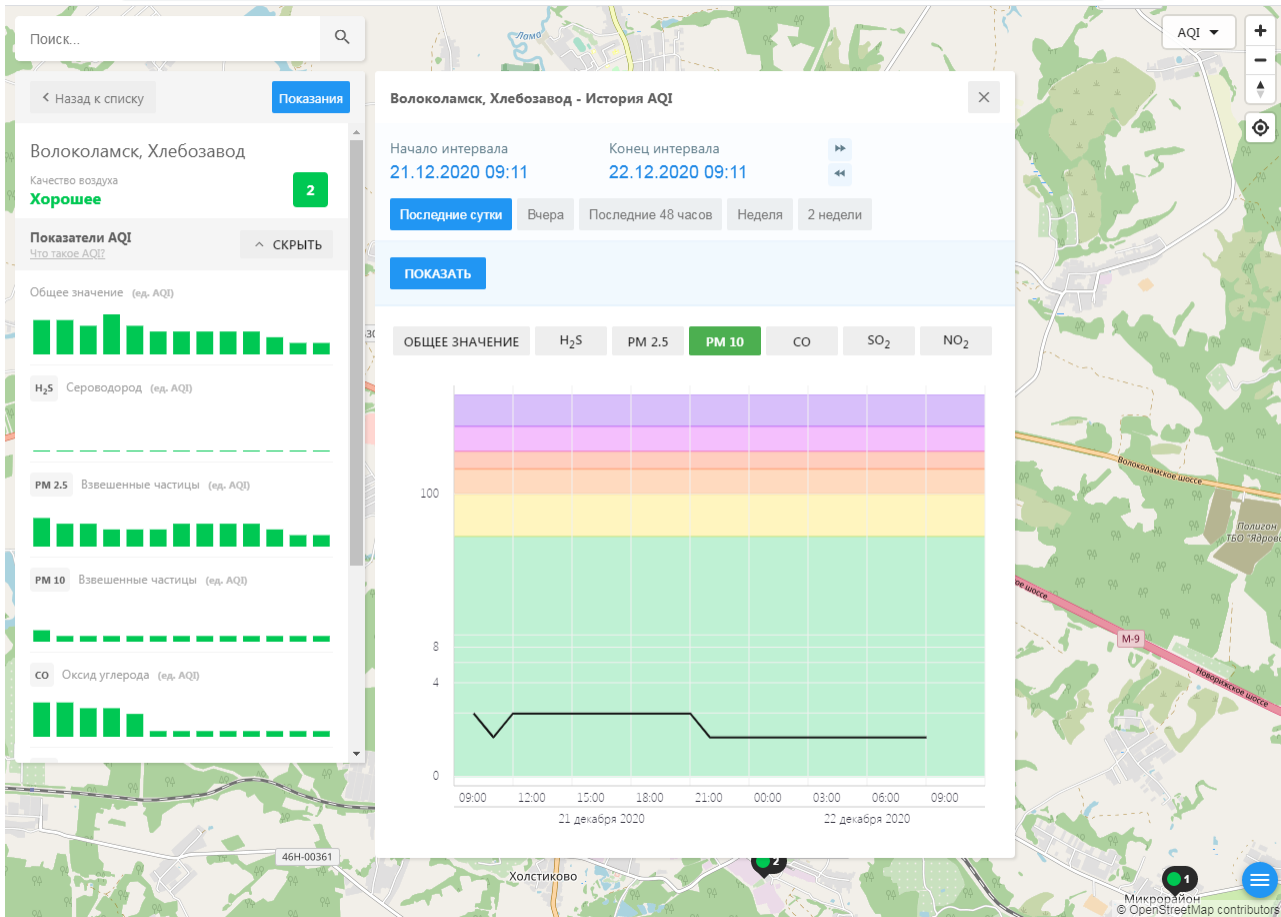 Поиск...
AQI
Ломо
Назад к списку
Показания
Волоколамск, Хлебозавод
Качество воздуха
Хорошее
2
Показатели AQI
Что такое AQI?
СКРЫТЬ
Общее значение (ед. AQI)
H₂S Сероводород (ед. AQI)
PM 2.5 Взвешенные частицы (ед. AQI)
PM 10 Взвешенные частицы (ед. AQI)
CO Оксид углерода (ед. AQI)
Волоколамск, Хлебозавод - История AQI
Начало интервала
21.12.2020 09:11
Конец интервала
22.12.2020 09:11
Последние сутки
Вчера
Последние 48 часов
Неделя
2 недели
ПОКАЗАТЬ
ОБЩЕЕ ЗНАЧЕНИЕ
H₂S
PM 2.5
PM 10
CO
SO₂
NO₂
100
8
4
0
09:00 12:00 15:00 18:00 21:00 00:00 03:00 06:00 09:00
21 декабря 2020
22 декабря 2020
Волоколамское шоссе
Полигон
ТБО "Ядрово
М-9
Новорижское шоссе
46Н-00361
Холстиково
2
1
Микрорайон
© OpenStreetMap contributors